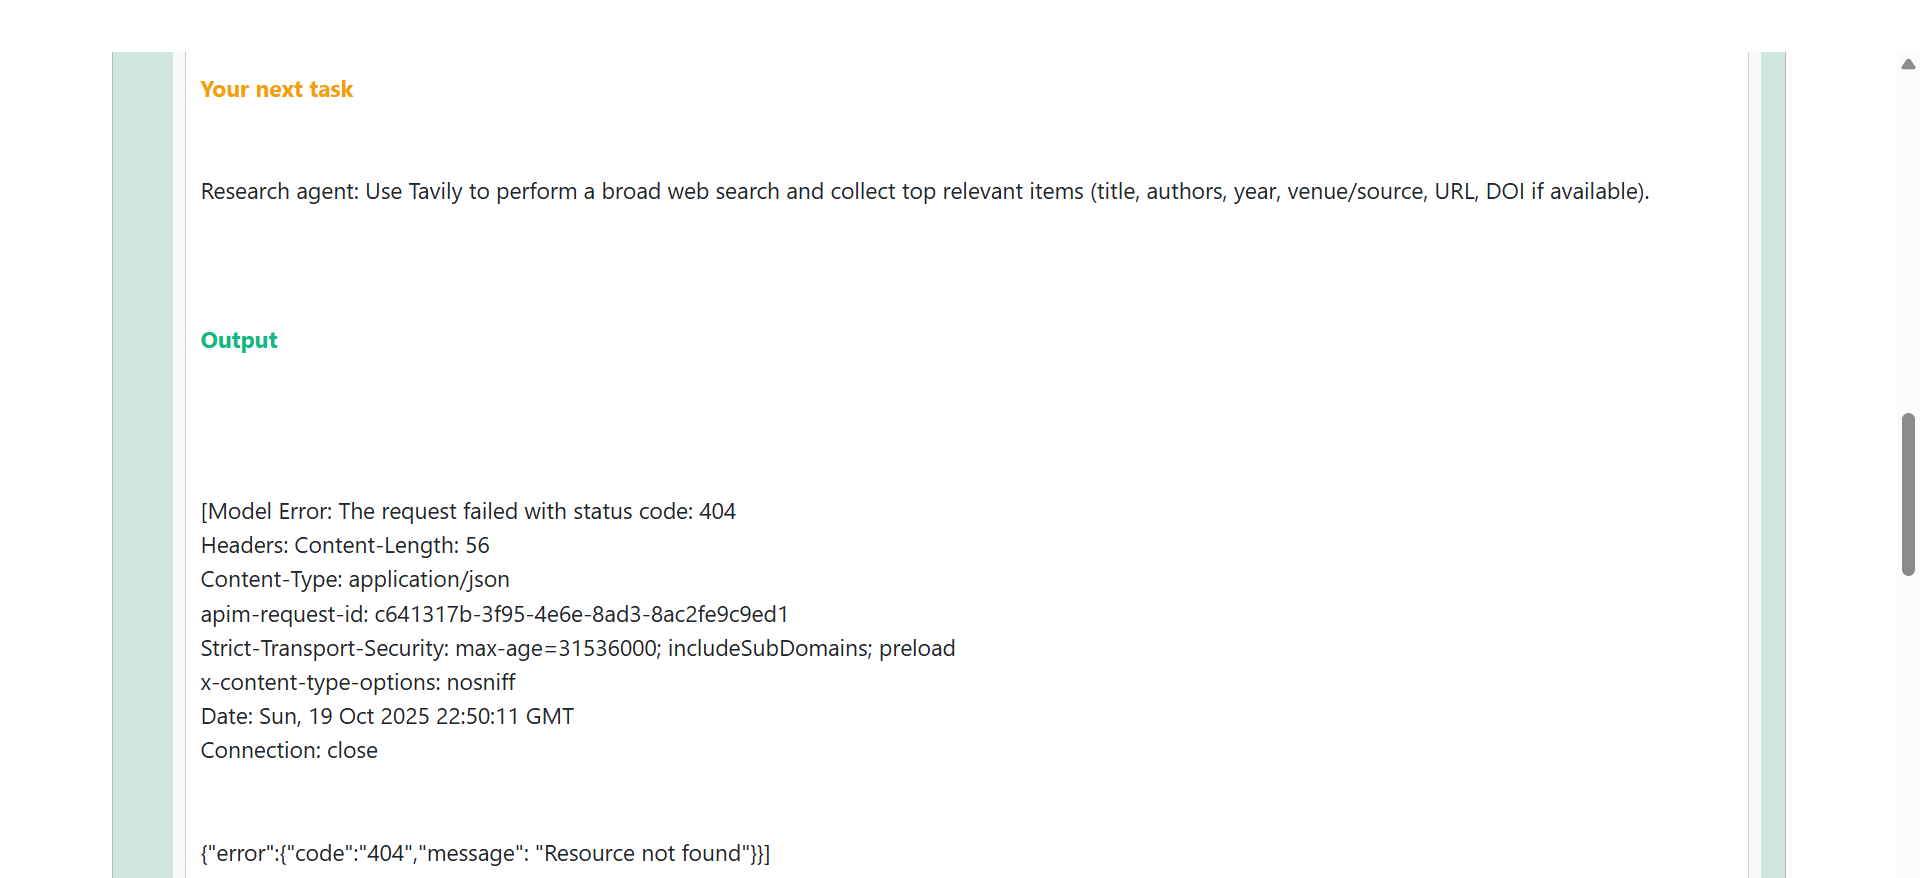 Your next task
Research agent: Use Tavily to perform a broad web search and collect top relevant items (title, authors, year, venue/source, URL, DOI if available).
Output
[Model Error: The request failed with status code: 404
Headers: Content-Length: 56
Content-Type: application/json
apim-request-id: c641317b-3f95-4e6e-8ad3-8ac2fe9c9ed1
Strict-Transport-Security: max-age=31536000; includeSubDomains; preload
x-content-type-options: nosniff
Date: Sun, 19 Oct 2025 22:50:11 GMT
Connection: close
{"error":{"code":"404","message": "Resource not found"}}]